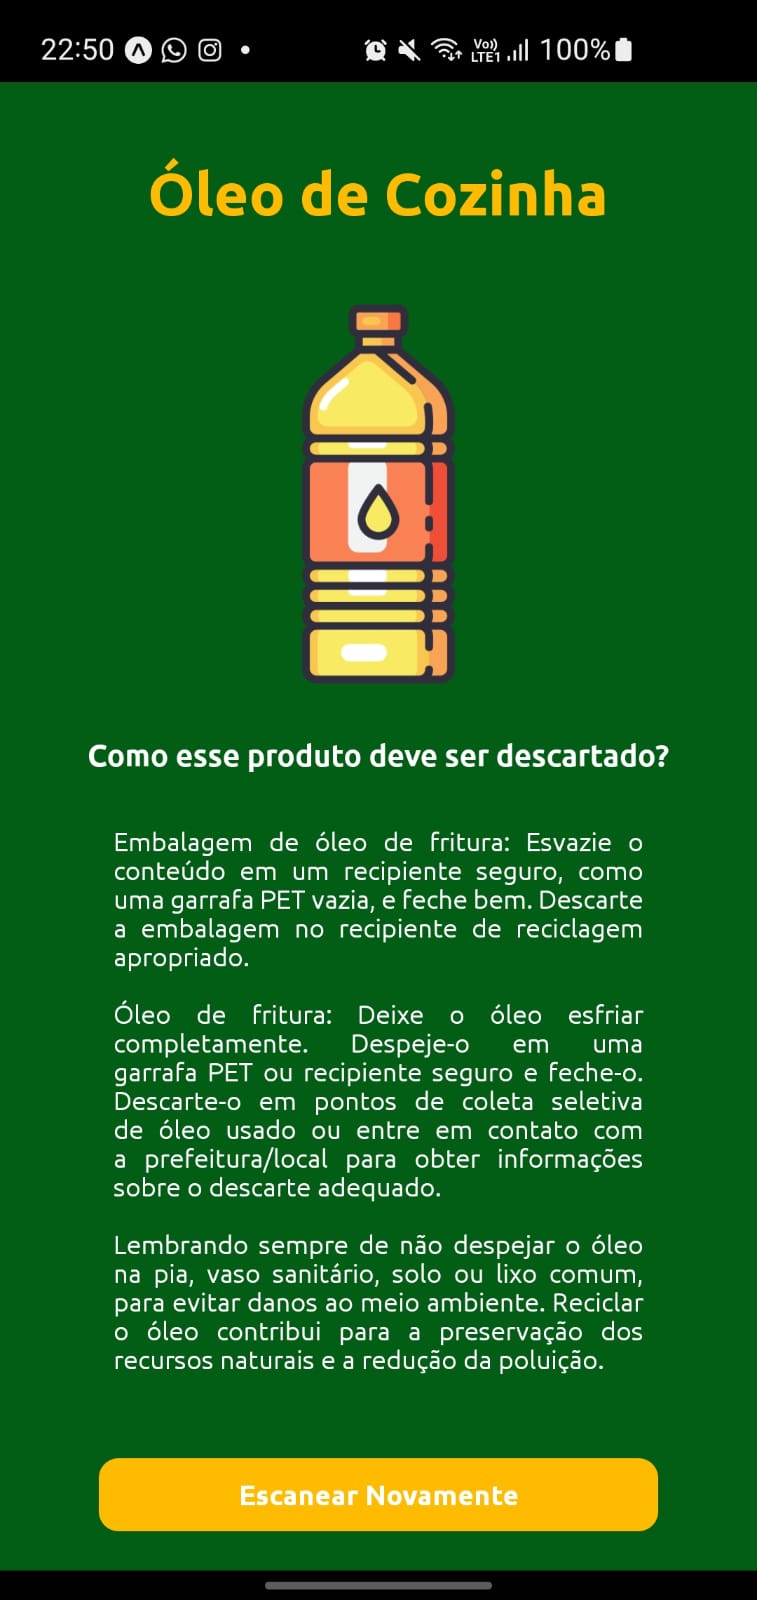 22:50
Vo))
LTE1
100%
Óleo de Cozinha
Como esse produto deve ser descartado?
Embalagem de óleo de fritura: Esvazie o
conteúdo em um recipiente seguro, como
uma garrafa PET vazia, e feche bem. Descarte
a embalagem no recipiente de reciclagem
apropriado.
Óleo de fritura: Deixe o óleo esfriar
completamente. Despeje-o em uma
garrafa PET ou recipiente seguro e feche-o.
Descarte-o em pontos de coleta seletiva
de óleo usado ou entre em contato com
a prefeitura/local para obter informações
sobre o descarte adequado.
Lembrando sempre de não despejar o óleo
na pia, vaso sanitário, solo ou lixo comum,
para evitar danos ao meio ambiente. Reciclar
o óleo contribui para a preservação dos
recursos naturais e a redução da poluição.
Escanear Novamente